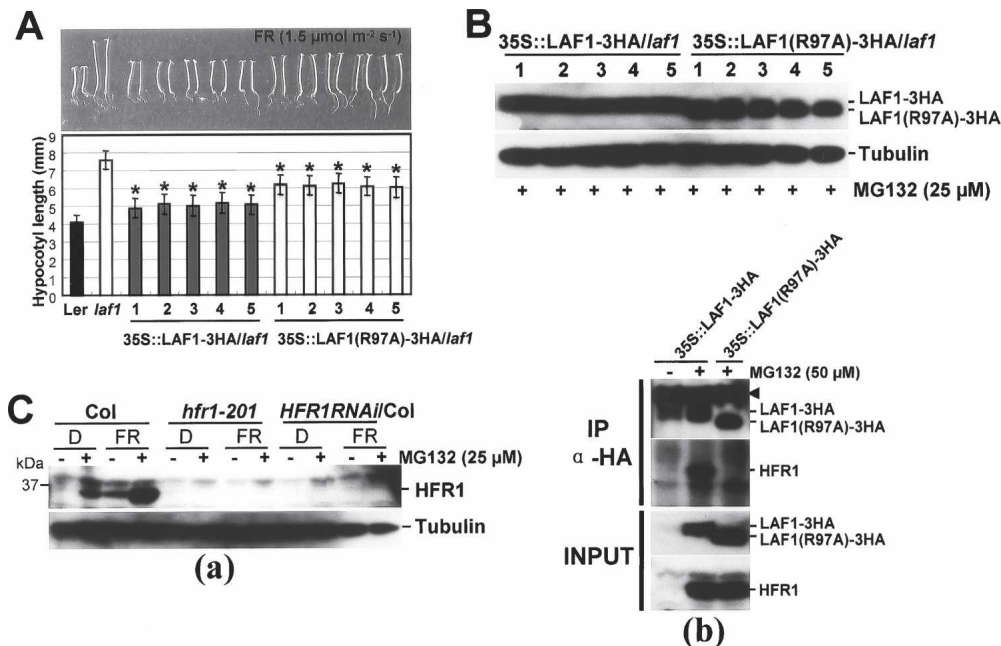 A
FR (1.5 μmol m-2 s-1)
Hypocotyl length (mm)
9
8
7
6
5
4
3
2
1
0
* * * * * * * * * *
Ler laf1 1 2 3 4 5 1 2 3 4 5
35S::LAF1-3HA//laf1 35S::LAF1(R97A)-3HA//laf1
B
35S::LAF1-3HA//laf1 35S::LAF1(R97A)-3HA//laf1
1 2 3 4 5 1 2 3 4 5
LAF1-3HA
LAF1(R97A)-3HA
Tubulin
+ + + + + + + + + + MG132 (25 μM)
C
Col hfr1-201 HFR1RNAi/Col
D FR D FR D FR
kDa - + - + - + - + - + - + MG132 (25 μM)
37
HFR1
Tubulin
(a)
35S::LAF1-3HA
35S::LAF1(R97A)-3HA
- + + MG132 (50 μM)
IP
α-HA
LAF1-3HA
LAF1(R97A)-3HA
HFR1
INPUT
LAF1-3HA
LAF1(R97A)-3HA
HFR1
(b)